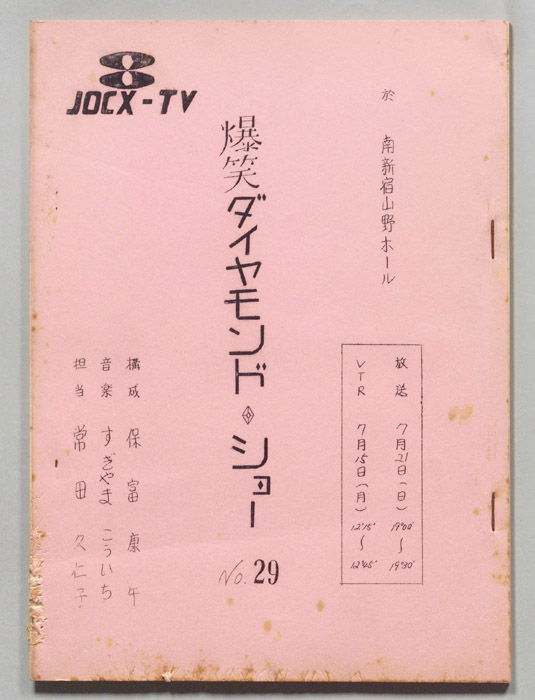 JOCX-TV
於 南新宿山野ホール
放送 7月21日(日) 19:00~19:30
VTR 7月15日(月) 12:15~12:45
爆笑ダイヤモンド・ショー
No. 29
構成 保富康午
音楽 すぎやまこういち
担当 常田久仁子